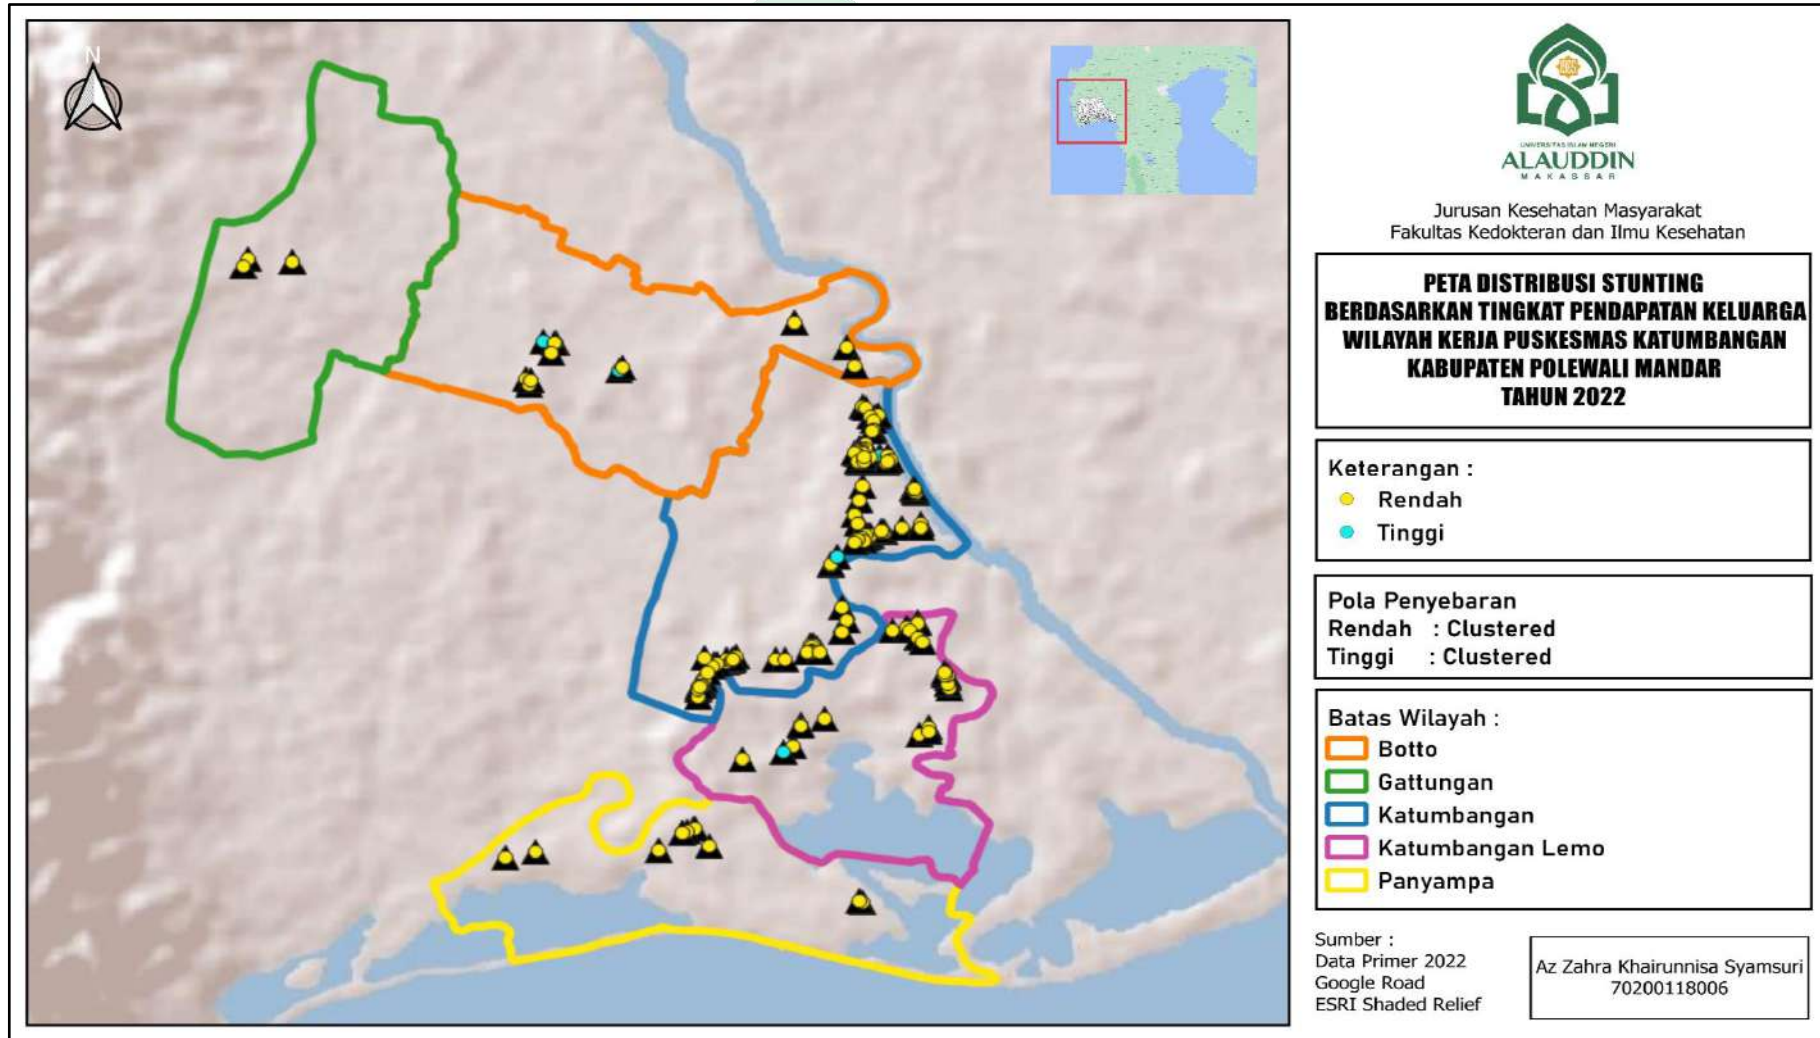 N
UNIVERSITAS ISLAM NEGERI
ALAUDDIN
MAKASSAR
Jurusan Kesehatan Masyarakat
Fakultas Kedokteran dan Ilmu Kesehatan
PETA DISTRIBUSI STUNTING
BERDASARKAN TINGKAT PENDAPATAN KELUARGA
WILAYAH KERJA PUSKESMAS KATUMBANGAN
KABUPATEN POLEWALI MANDAR
TAHUN 2022
Keterangan :
Rendah
Tinggi
Pola Penyebaran
Rendah : Clustered
Tinggi : Clustered
Batas Wilayah :
Botto
Gattungan
Katumbangan
Katumbangan Lemo
Panyampa
Sumber :
Data Primer 2022
Google Road
ESRI Shaded Relief
Az Zahra Khairunnisa Syamsuri
70200118006